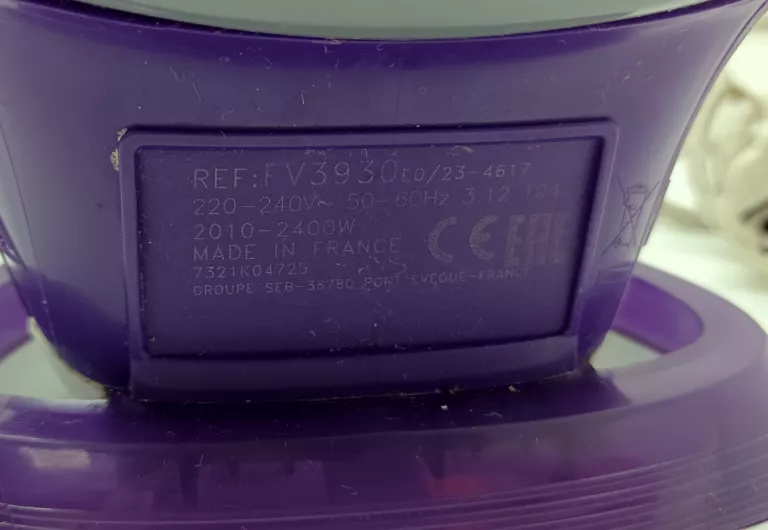 REF:FV3930E0/23-4617
220-240V~ 50-60Hz 3.12 T01
2010-2400W
MADE IN FRANCE CE EAC
7321K04725
GROUPE SEB-38780 PONT EVEQUE-FRANCE